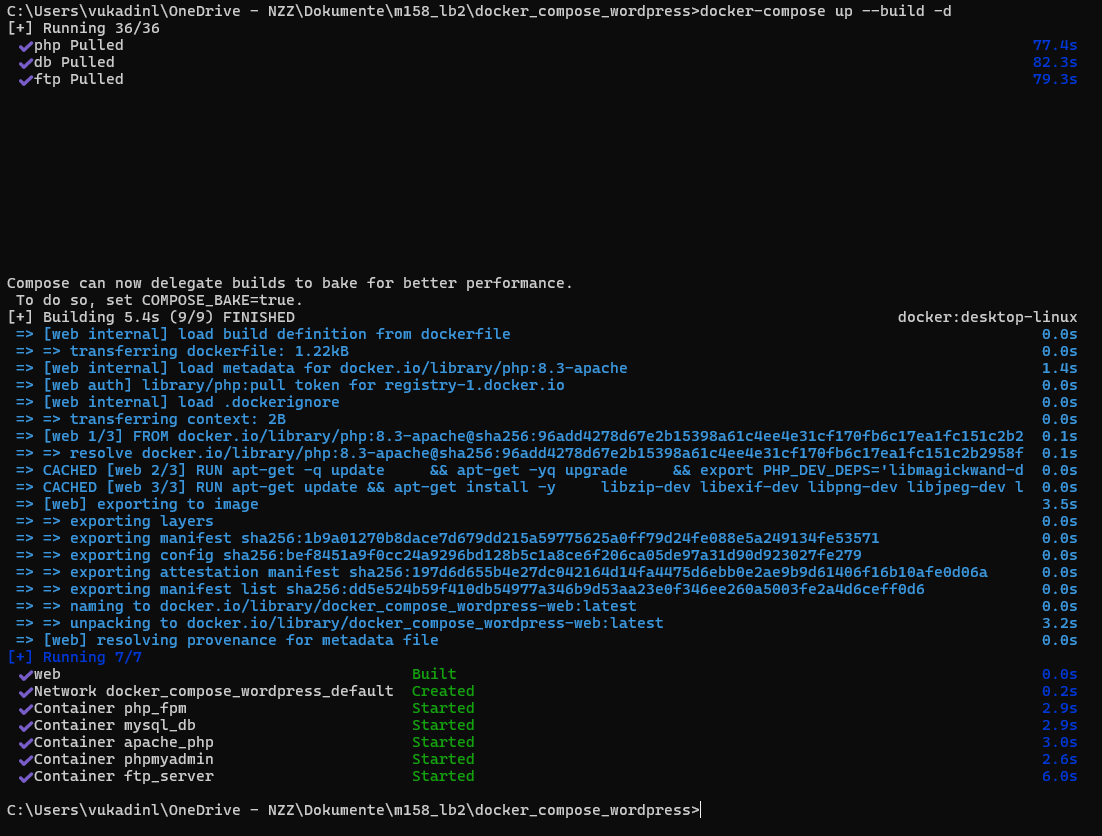 C:\Users\vukadinl\OneDrive - NZZ\Dokumente\m158_lb2\docker_compose_wordpress>docker-compose up --build -d
[+] Running 36/36
✔php Pulled 77.4s
✔db Pulled 82.3s
✔ftp Pulled 79.3s
Compose can now delegate builds to bake for better performance.
To do so, set COMPOSE_BAKE=true.
[+] Building 5.4s (9/9) FINISHED docker:desktop-linux
=> [web internal] load build definition from dockerfile 0.0s
=> => transferring dockerfile: 1.22kB 0.0s
=> [web internal] load metadata for docker.io/library/php:8.3-apache 1.4s
=> [web auth] library/php:pull token for registry-1.docker.io 0.0s
=> [web internal] load .dockerignore 0.0s
=> => transferring context: 2B 0.0s
=> [web 1/3] FROM docker.io/library/php:8.3-apache@sha256:96add4278d67e2b15398a61c4ee4e31cf170fb6c17ea1fc151c2b2 0.1s
=> => resolve docker.io/library/php:8.3-apache@sha256:96add4278d67e2b15398a61c4ee4e31cf170fb6c17ea1fc151c2b2958f 0.1s
=> CACHED [web 2/3] RUN apt-get -q update     && apt-get -yq upgrade     && export PHP_DEV_DEPS='libmagickwand-d 0.0s
=> CACHED [web 3/3] RUN apt-get update && apt-get install -y     libzip-dev libexif-dev libpng-dev libjpeg-dev l 0.0s
=> [web] exporting to image 3.5s
=> => exporting layers 0.0s
=> => exporting manifest sha256:1b9a01270b8dace7d679dd215a59775625a0ff79d24fe088e5a249134fe53571 0.0s
=> => exporting config sha256:bef8451a9f0cc24a9296bd128b5c1a8ce6f206ca05de97a31d90d923027fe279 0.0s
=> => exporting attestation manifest sha256:197d6d655b4e27dc042164d14fa4475d6ebb0e2ae9b9d61406f16b10afe0d06a 0.0s
=> => exporting manifest list sha256:dd5e524b59f410db54977a346b9d53aa23e0f346ee260a5003fe2a4d6ceff0d6 0.0s
=> => naming to docker.io/library/docker_compose_wordpress-web:latest 0.0s
=> => unpacking to docker.io/library/docker_compose_wordpress-web:latest 3.2s
=> [web] resolving provenance for metadata file 0.0s
[+] Running 7/7
✔web Built 0.0s
✔Network docker_compose_wordpress_default Created 0.2s
✔Container php_fpm Started 2.9s
✔Container mysql_db Started 2.9s
✔Container apache_php Started 3.0s
✔Container phpmyadmin Started 2.6s
✔Container ftp_server Started 6.0s
C:\Users\vukadinl\OneDrive - NZZ\Dokumente\m158_lb2\docker_compose_wordpress>